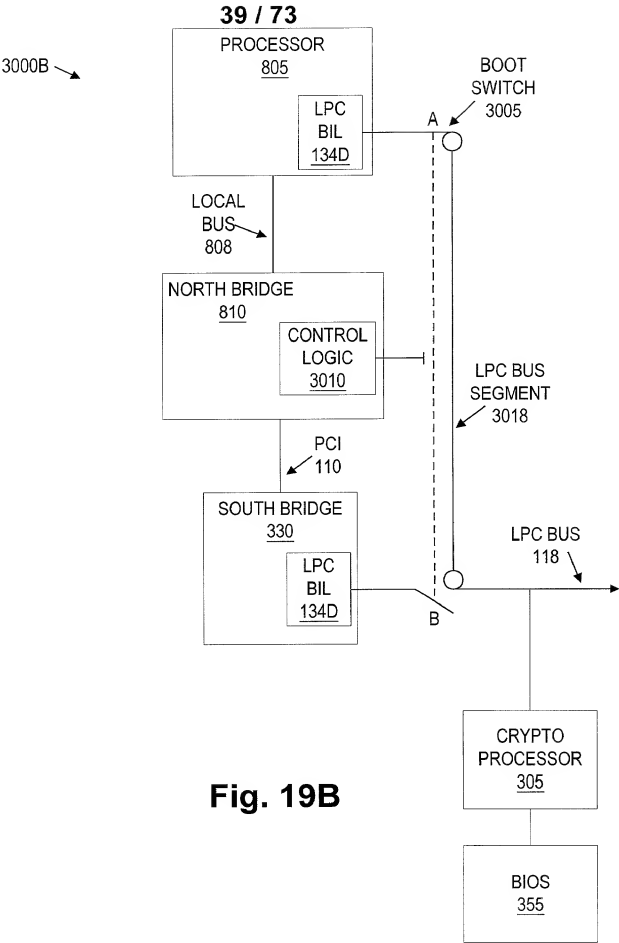 39 / 73
3000B
PROCESSOR
805
LPC
BIL
134D
A
BOOT
SWITCH
3005
LOCAL
BUS
808
NORTH BRIDGE
810
CONTROL
LOGIC
3010
LPC BUS
SEGMENT
3018
PCI
110
SOUTH BRIDGE
330
LPC
BIL
134D
B
LPC BUS
118
CRYPTO
PROCESSOR
305
BIOS
355
Fig. 19B